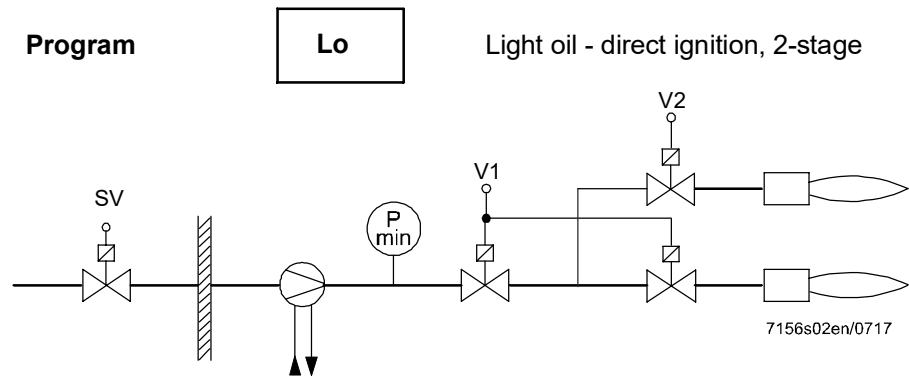 Program Lo Light oil - direct ignition, 2-stage
V2
V1
SV
P
min
7156s02en/0717